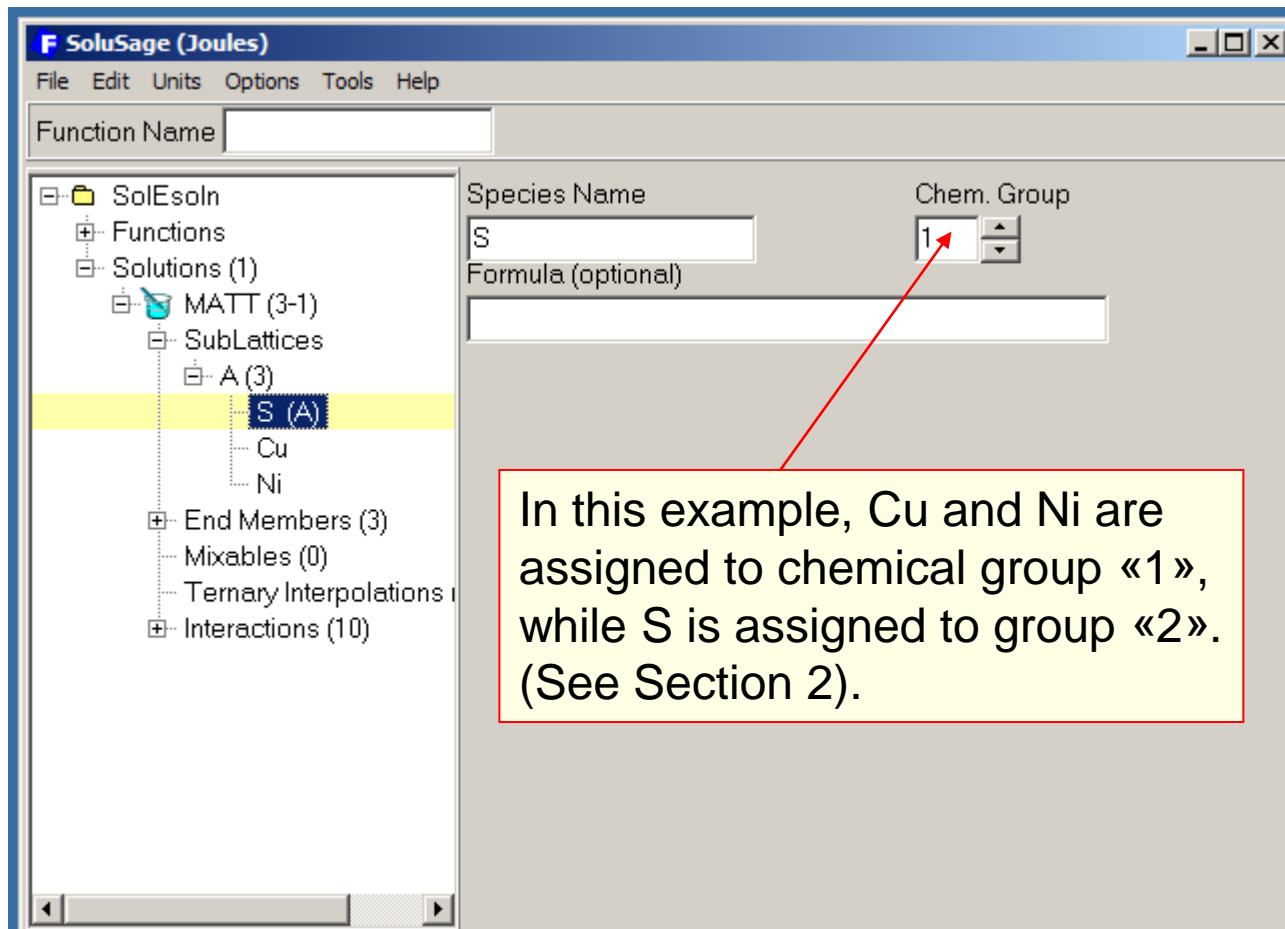 SoluSage (Joules)
File Edit Units Options Tools Help
Function Name
SolEsoln
Functions
Solutions (1)
MATT (3-1)
SubLattices
A (3)
S (A)
Cu
Ni
End Members (3)
Mixables (0)
Ternary Interpolations
Interactions (10)
Species Name
Chem. Group
S
1
Formula (optional)
In this example, Cu and Ni are
assigned to chemical group «1»,
while S is assigned to group «2».
(See Section 2).